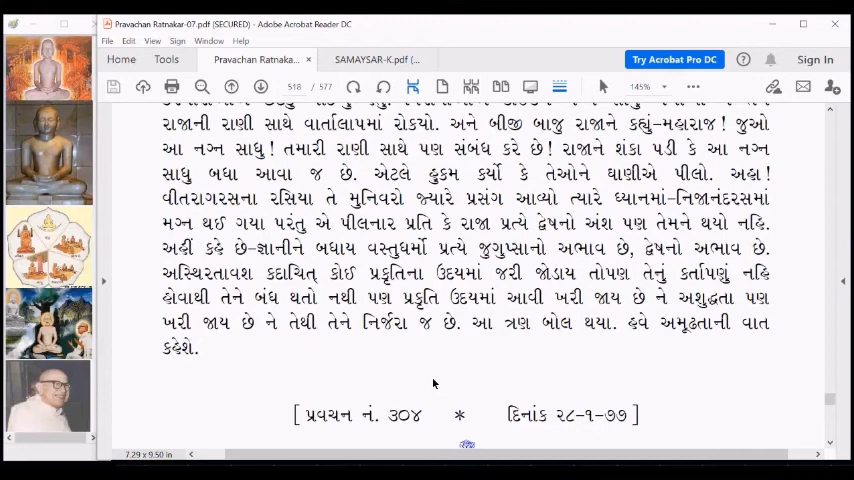 Pravachan Ratnakar-07.pdf (SECURED) - Adobe Acrobat Reader DC
File Edit View Sign Window Help
Home Tools Pravachan Ratnaka... × SAMAYSAR-K.pdf (... Try Acrobat Pro DC Sign In
518 / 577 145%
રાજાની રાણી સાથે વાર્તાલાપમાં રોકયો. અને બીજી બાજુ રાજાને કહ્યું-મહારાજ! જુઓ
આ નગ્ન સાધુ! તમારી રાણી સાથે પણ સંબંધ કરે છે! રાજાને શંકા પડી કે આ નગ્ન
સાધુ બધા આવા જ છે. એટલે હુકમ કર્યો કે તેઓને ઘાણીએ પીલો. અહા!
વીતરાગરસના રસિયા તે મુનિવરો જ્યારે પ્રસંગ આવ્યો ત્યારે ધ્યાનમાં-નિજાનંદરસમાં
મગ્ન થઈ ગયા પરંતુ એ પીલનાર પ્રતિ કે રાજા પ્રત્યે દ્વેષનો અંશ પણ તેમને થયો નહિ.
અહીં કહે છે-જ્ઞાનીને બધાય વસ્તુધર્મો પ્રત્યે જુગુપ્સાનો અભાવ છે, દ્વેષનો અભાવ છે.
અસ્થિરતાવશ કદાચિત્ કોઈ પ્રકૃતિના ઉદયમાં જરી જોડાય તોપણ તેનું કર્તાપણું નહિ
હોવાથી તેને બંધ થતો નથી પણ પ્રકૃતિ ઉદયમાં આવી ખરી જાય છે ને અશુદ્ધતા પણ
ખરી જાય છે ને તેથી તેને નિર્જરા જ છે. આ ત્રણ બોલ થયા. હવે અમૂઢતાની વાત
કહેશે.
[ પ્રવચન નં. ૩૦૪ * દિનાંક ૨૮-૧-૭૭ ]
7.29 x 9.50 in